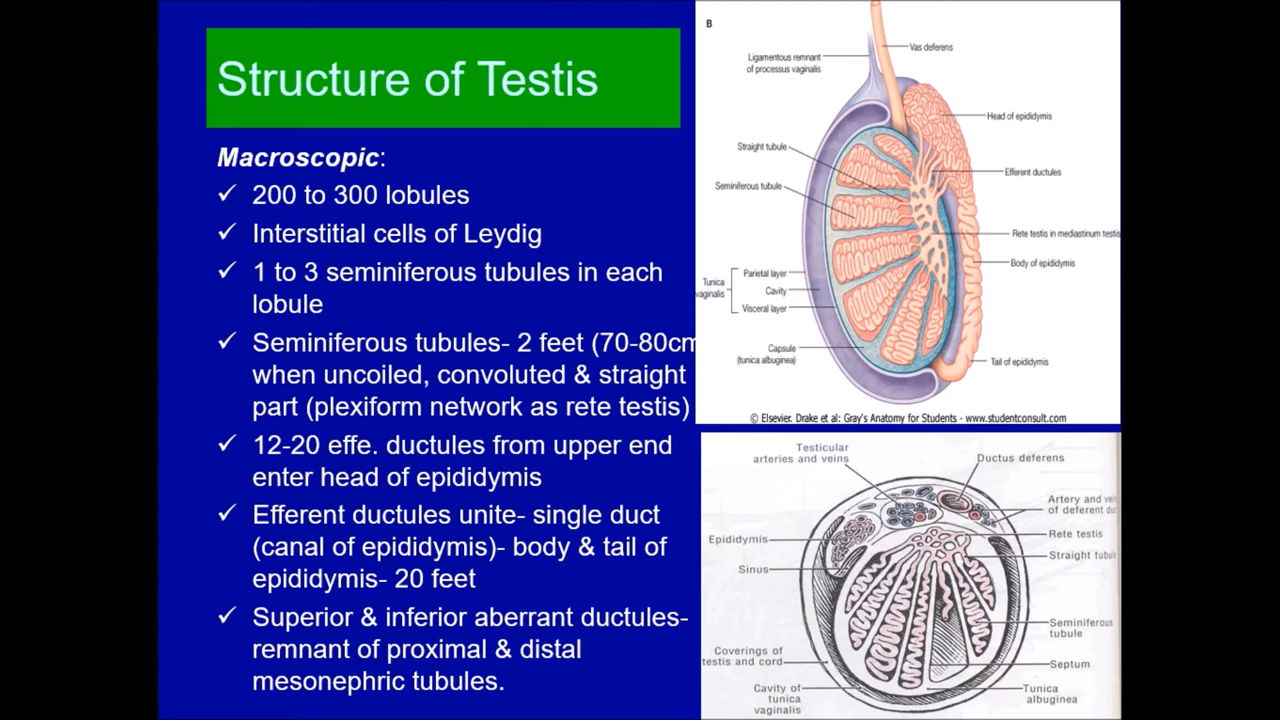 Structure of Testis
Macroscopic:
✓ 200 to 300 lobules
✓ Interstitial cells of Leydig
✓ 1 to 3 seminiferous tubules in each
lobule
✓ Seminiferous tubules- 2 feet (70-80cm
when uncoiled, convoluted & straight
part (plexiform network as rete testis)
✓ 12-20 effe. ductules from upper end
enter head of epididymis
✓ Efferent ductules unite- single duct
(canal of epididymis)- body & tail of
epididymis- 20 feet
✓ Superior & inferior aberrant ductules-
remnant of proximal & distal
mesonephric tubules.
B
Vas deferens
Ligamentous remnant
of processus vaginalis
Head of epididymis
Straight tubule
Efferent ductules
Seminiferous tubule
Rete testis in mediastinum testis
Body of epididymis
Tunica
vaginalis
Parietal layer
Cavity
Visceral layer
Capsule
(tunica albuginea)
Tail of epididymis
© Elsevier. Drake et al: Gray's Anatomy for Students - www.studentconsult.com
Testicular
arteries and veins
Ductus deferens
Artery and vei
of deferent du
Epididymis
Rete testis
Sinus
Straight tubu
Seminiferous
tubule
Coverings of
testis and cord
Septum
Cavity of
tunica
vaginalis
Tunica
albuginea